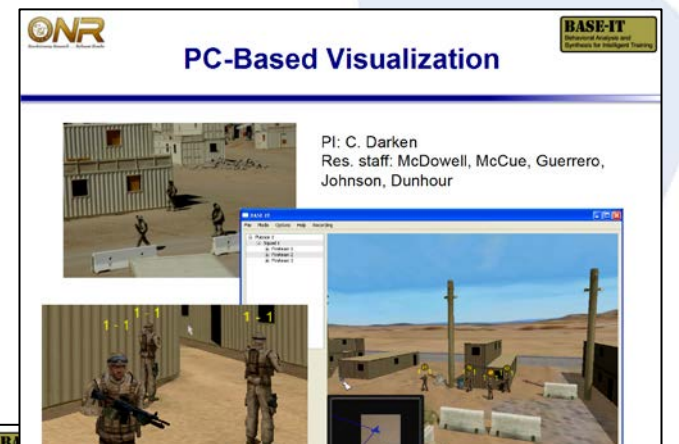 ONR
BASE-IT
Behavioral Analysis and
Synthesis for Intelligent Training
PC-Based Visualization
PI: C. Darken
Res. staff: McDowell, McCue, Guerrero,
Johnson, Dunhour
BASE-IT
File Mode Options Help Recording
1 - 1
1 - 1
1 - 1
BA